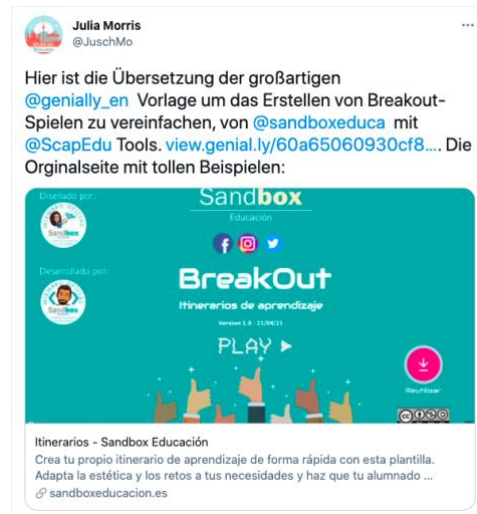 Julia Morris
@JuschMo
Hier ist die Übersetzung der großartigen
@genially_en Vorlage um das Erstellen von Breakout-
Spielen zu vereinfachen, von @sandboxeduca mit
@ScapEdu Tools. view.genial.ly/60a65060930cf8.... Die
Orginalseite mit tollen Beispielen:
Diseñado por:
Sandbox
Educación
Sandbox
Desarrollado por:
BreakOut
Itinerarios de aprendizaje
Version 1.0 - 21/04/21
Sandbox
PLAY
Reutilizar
Itinerarios - Sandbox Educación
Crea tu propio itinerario de aprendizaje de forma rápida con esta plantilla.
Adapta la estética y los retos a tus necesidades y haz que tu alumnado ...
sandboxeducacion.es